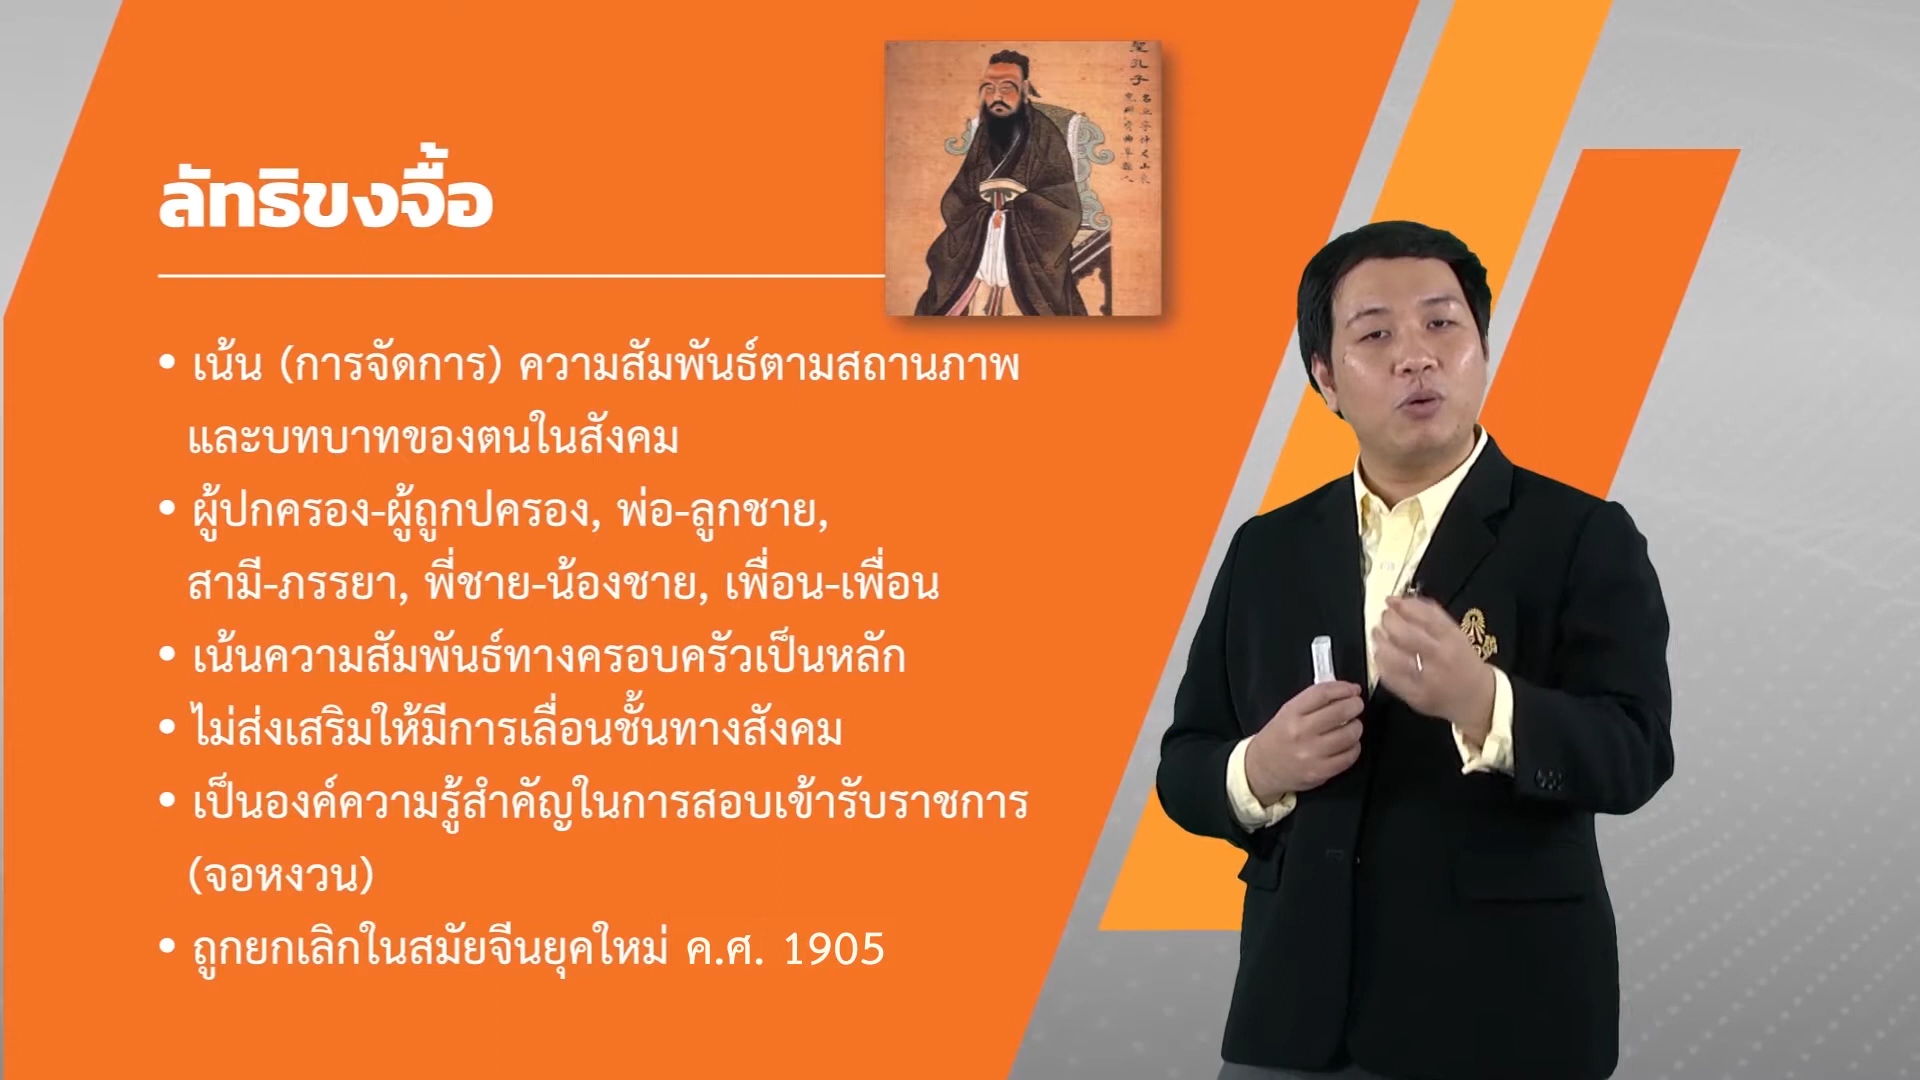 ลัทธิขงจื้อ
聖孔子
• เน้น (การจัดการ) ความสัมพันธ์ตามสถานภาพ
และบทบาทของตนในสังคม
• ผู้ปกครอง-ผู้ถูกปครอง, พ่อ-ลูกชาย,
สามี-ภรรยา, พี่ชาย-น้องชาย, เพื่อน-เพื่อน
• เน้นความสัมพันธ์ทางครอบครัวเป็นหลัก
• ไม่ส่งเสริมให้มีการเลื่อนชั้นทางสังคม
• เป็นองค์ความรู้สำคัญในการสอบเข้ารับราชการ
(จอหงวน)
• ถูกยกเลิกในสมัยจีนยุคใหม่ ค.ศ. 1905